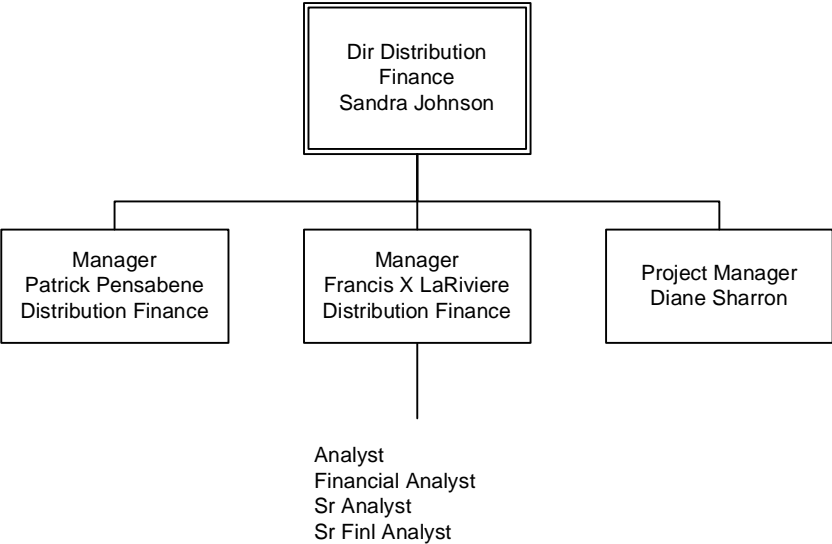 Dir Distribution
Finance
Sandra Johnson
Manager
Patrick Pensabene
Distribution Finance
Manager
Francis X LaRiviere
Distribution Finance
Project Manager
Diane Sharron
Analyst
Financial Analyst
Sr Analyst
Sr Finl Analyst